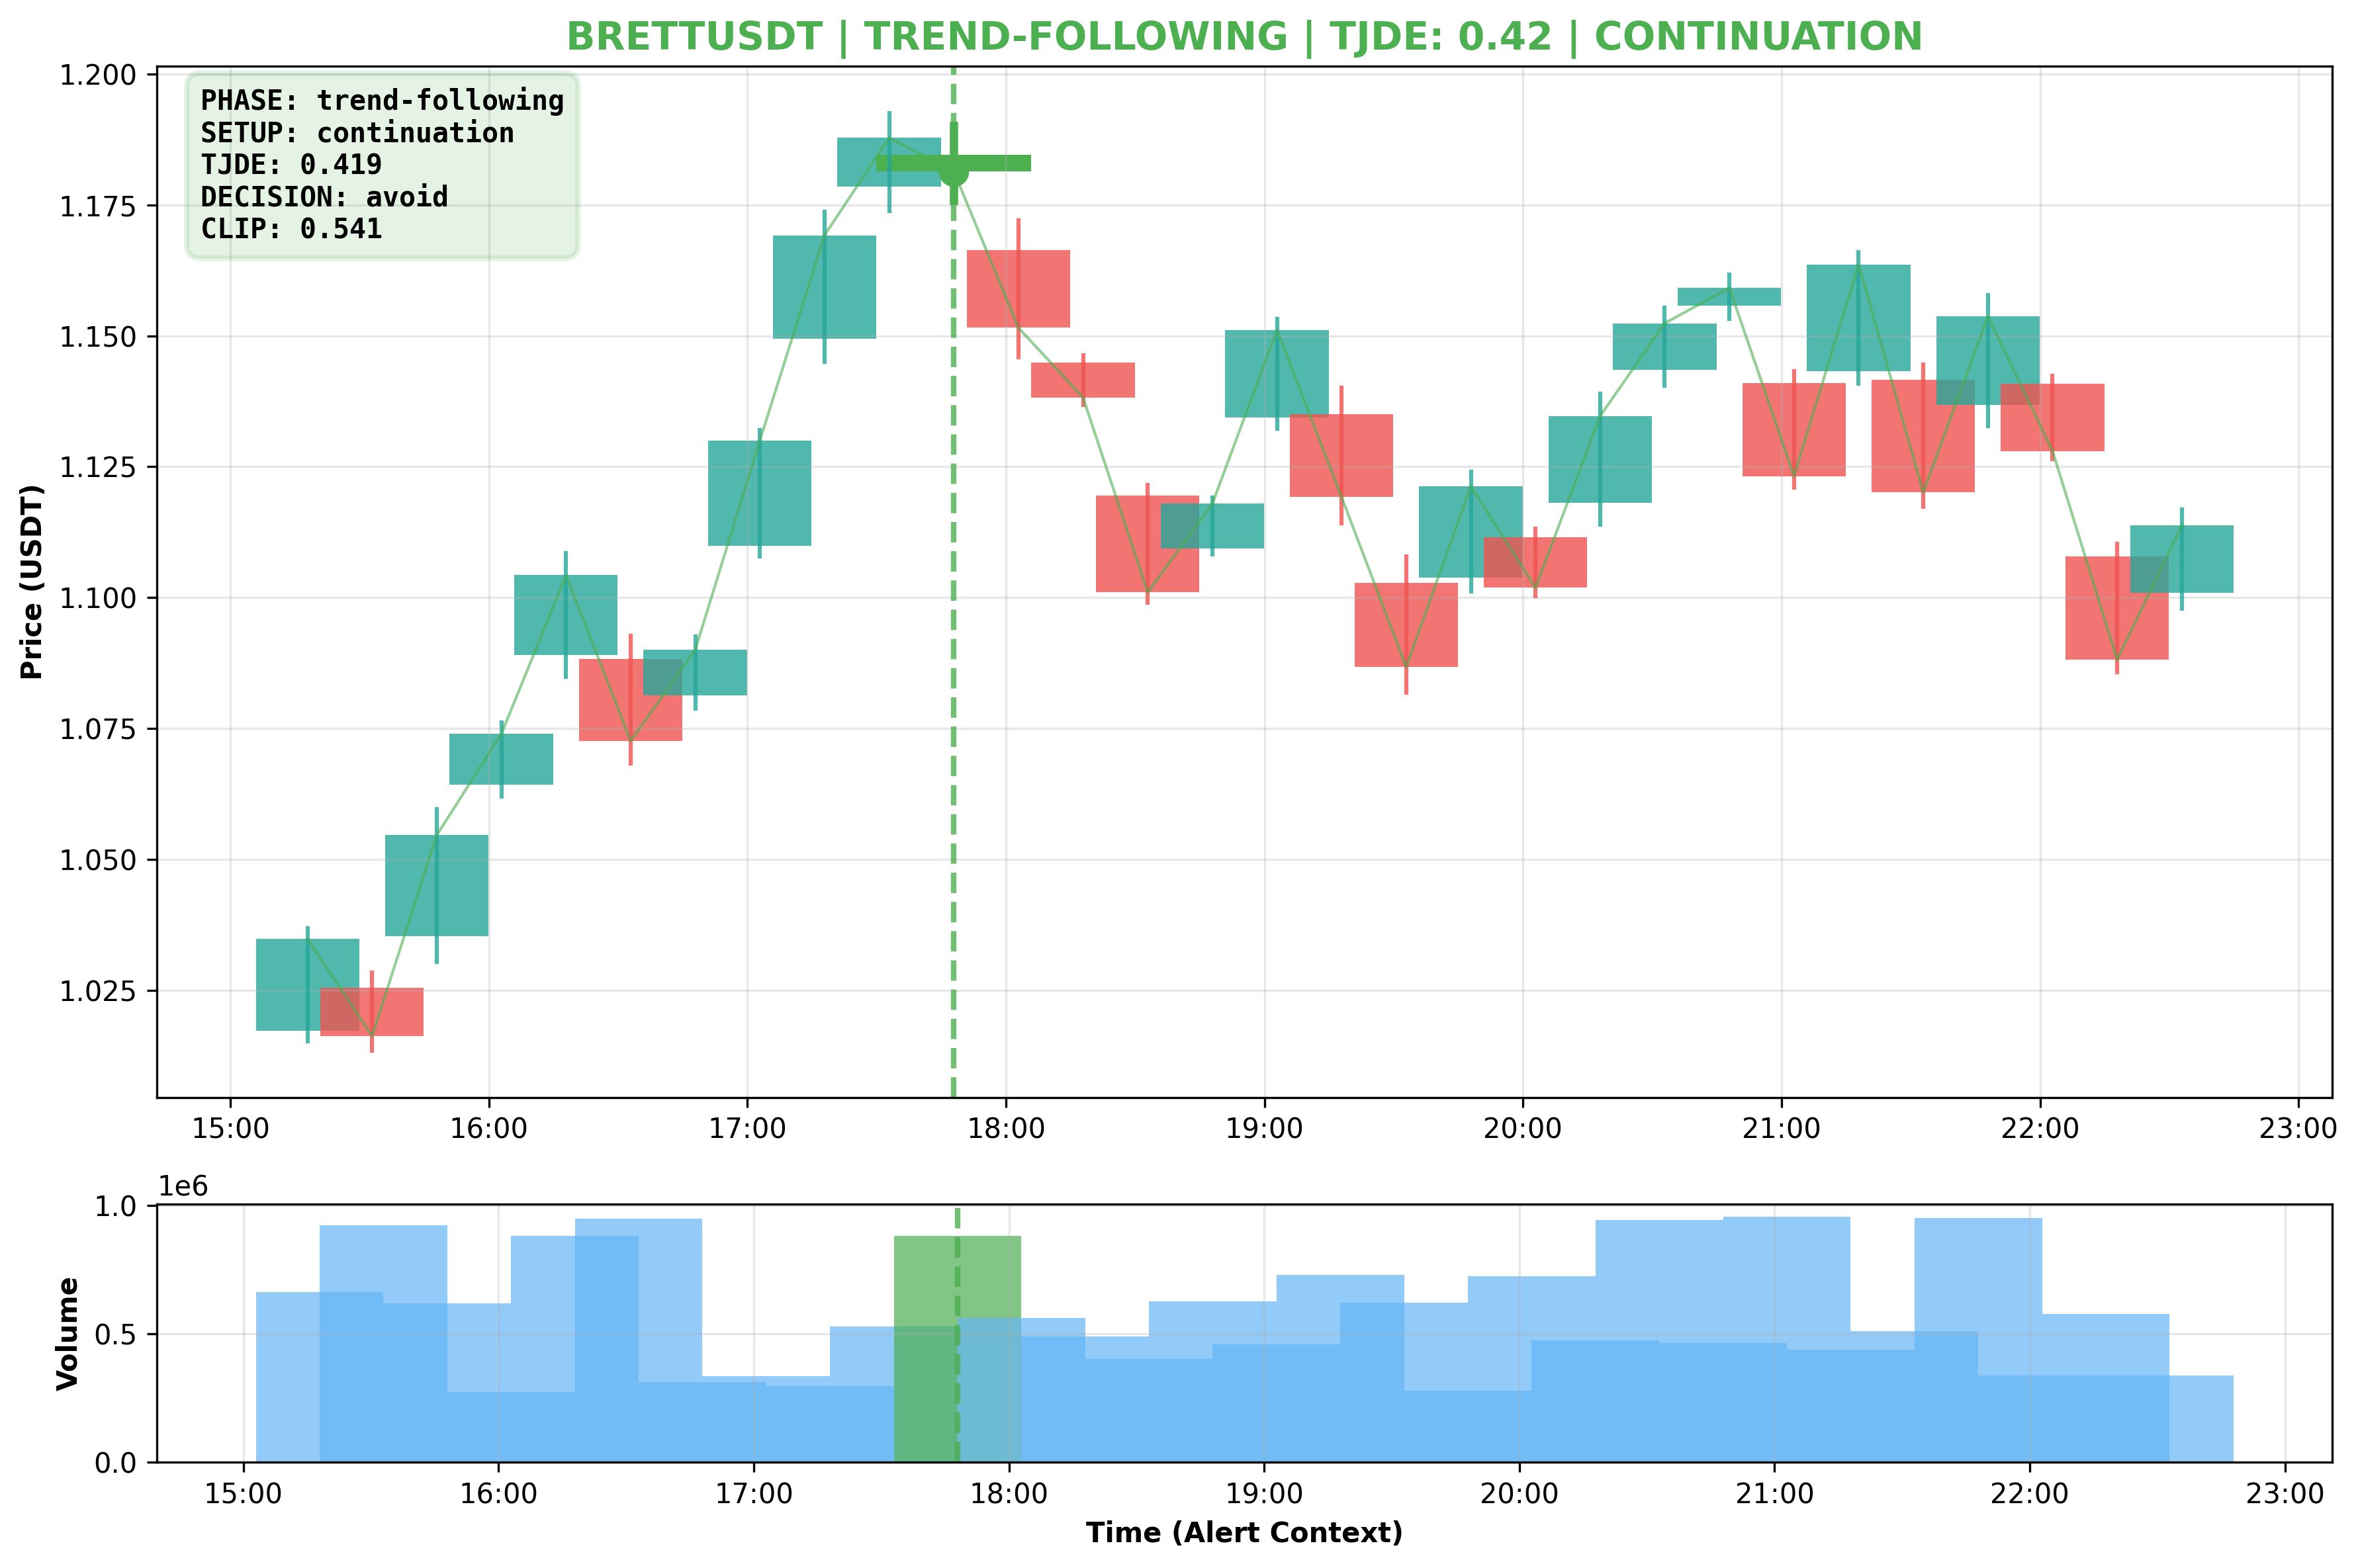 BRETTUSDT | TREND-FOLLOWING | TJDE: 0.42 | CONTINUATION
PHASE: trend-following
SETUP: continuation
TJDE: 0.419
DECISION: avoid
CLIP: 0.541
Price (USDT)
1.200
1.175
1.150
1.125
1.100
1.075
1.050
1.025
15:00 16:00 17:00 18:00 19:00 20:00 21:00 22:00 23:00
1e6
Volume
1.0
0.5
0.0
15:00 16:00 17:00 18:00 19:00 20:00 21:00 22:00 23:00
Time (Alert Context)